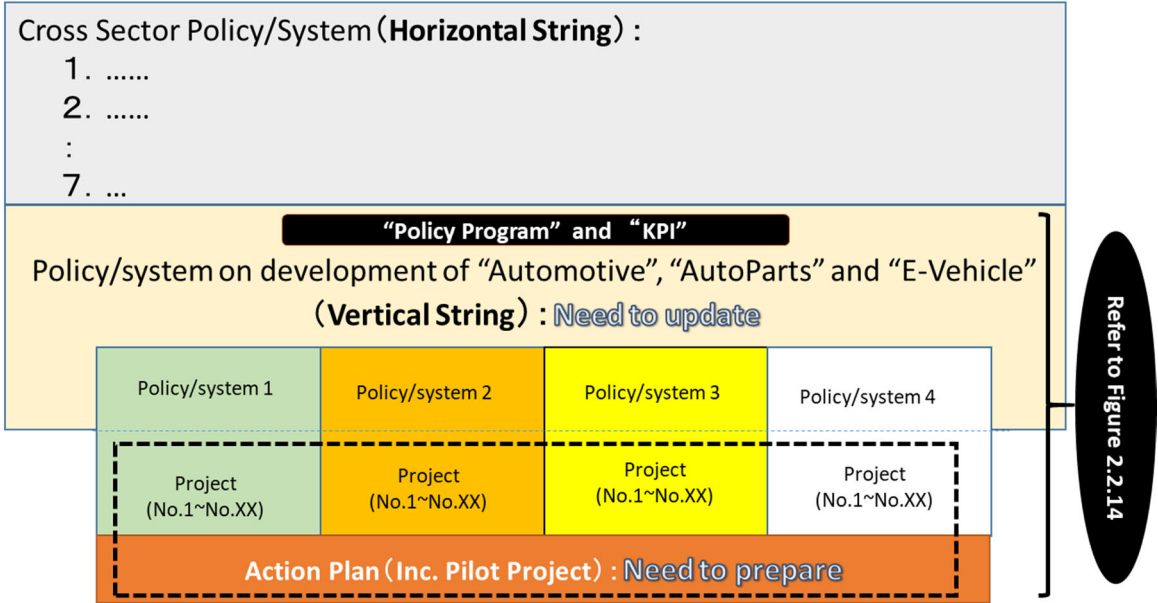 Cross Sector Policy/System（Horizontal String）:
1. ......
2. ......
:
7. ...
“Policy Program” and “KPI”
Policy/system on development of “Automotive”, “AutoParts” and “E-Vehicle”
（Vertical String）: Need to update
Policy/system 1
Policy/system 2
Policy/system 3
Policy/system 4
Project
(No.1~No.XX)
Project
(No.1~No.XX)
Project
(No.1~No.XX)
Project
(No.1~No.XX)
Action Plan（Inc. Pilot Project）: Need to prepare
Refer to Figure 2.2.14